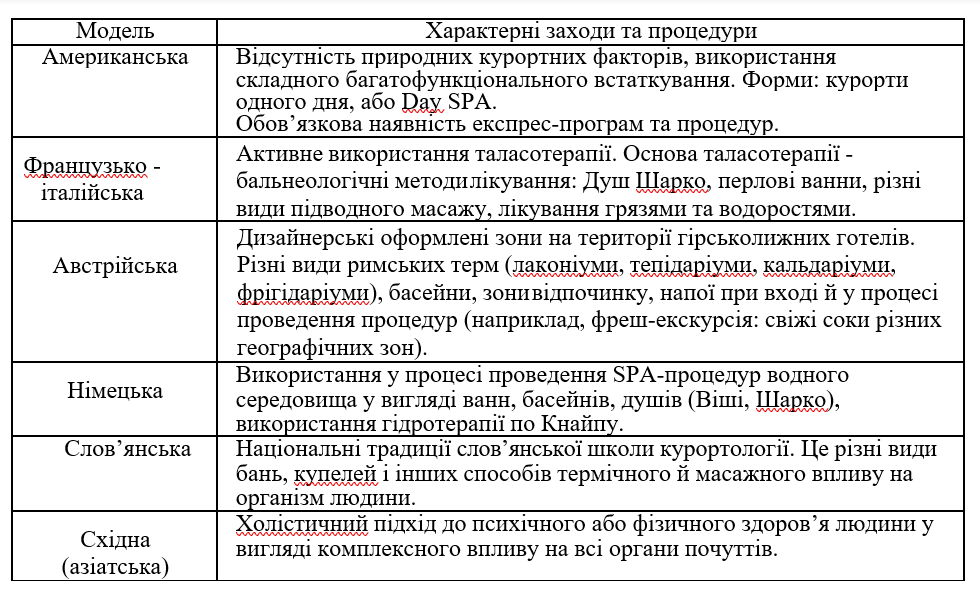 Модель Характерні заходи та процедури
Американська Відсутність природних курортних факторів, використання
складного багатофункціонального встаткування. Форми: курорти
одного дня, або Day SPA.
Обов’язкова наявність експрес-програм та процедур.
Французько -
італійська
Активне використання таласотерапії. Основа таласотерапії -
бальнеологічні методилікування: Душ Шарко, перлові ванни, різні
види підводного масажу, лікування грязями та водоростями.
Австрійська
Дизайнерські оформлені зони на території гірськолижних готелів.
Різні види римських терм (лаконіуми, тепідаріуми, кальдаріуми,
фрігідаріуми), басейни, зонивідпочинку, напої при вході й у процесі
проведення процедур (наприклад, фреш-екскурсія: свіжі соки різних
географічних зон).
Німецька
Використання у процесі проведення SPA-процедур водного
середовища у вигляді ванн, басейнів, душів (Віші, Шарко),
використання гідротерапії по Кнайпу.
Слов’янська Національні традиції слов’янської школи курортології. Це різні види
бань, купелей і інших способів термічного й масажного впливу на
організм людини.
Східна
(азіатська)
Холістичний підхід до психічного або фізичного здоров’я людини у
вигляді комплексного впливу на всі органи почуттів.